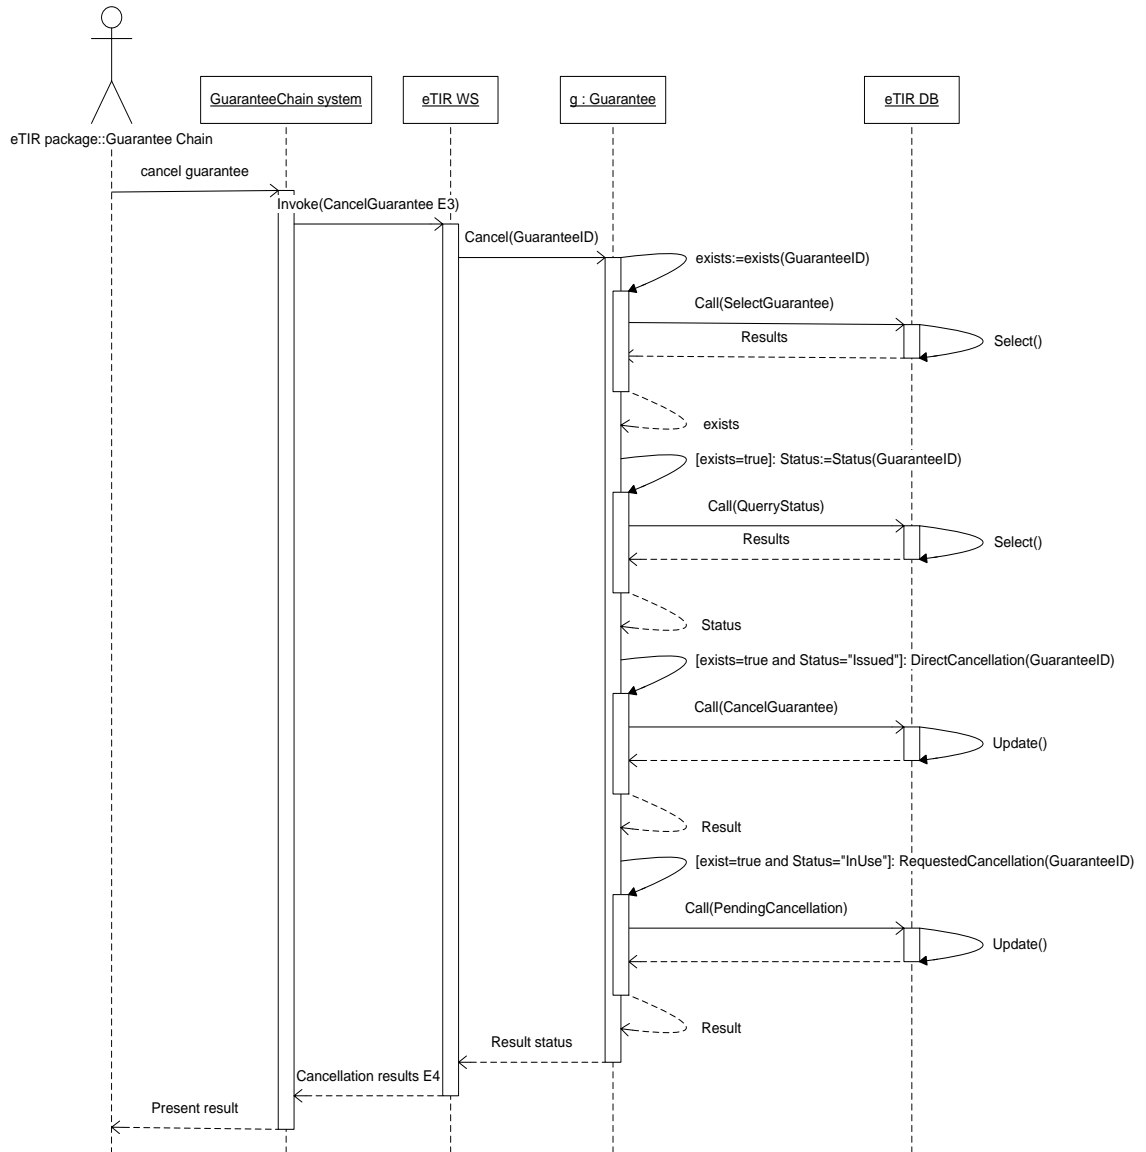 GuaranteeChain system
eTIR WS
g : Guarantee
eTIR DB
eTIR package::Guarantee Chain
cancel guarantee
Invoke(CancelGuarantee E3)
Cancel(GuaranteeID)
exists:=exists(GuaranteeID)
Call(SelectGuarantee)
Results
Select()
exists
[exists=true]: Status:=Status(GuaranteeID)
Call(QuerryStatus)
Results
Select()
Status
[exists=true and Status="Issued"]: DirectCancellation(GuaranteeID)
Call(CancelGuarantee)
Update()
Result
[exist=true and Status="InUse"]: RequestedCancellation(GuaranteeID)
Call(PendingCancellation)
Update()
Result
Result status
Cancellation results E4
Present result